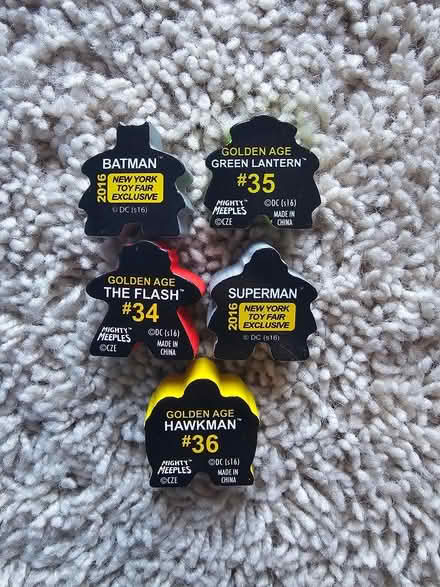 BATMAN™
2016
NEW YORK
TOY FAIR
EXCLUSIVE
© DC (s16)
GOLDEN AGE
GREEN LANTERN™
#35
MIGHTY MEEPLES
©CZE
©DC (s16)
MADE IN
CHINA
GOLDEN AGE
THE FLASH™
#34
MIGHTY MEEPLES
©CZE
©DC (s16)
MADE IN
CHINA
SUPERMAN™
2016
NEW YORK
TOY FAIR
EXCLUSIVE
© DC (s16)
GOLDEN AGE
HAWKMAN™
#36
MIGHTY MEEPLES
©CZE
©DC (s16)
MADE IN
CHINA